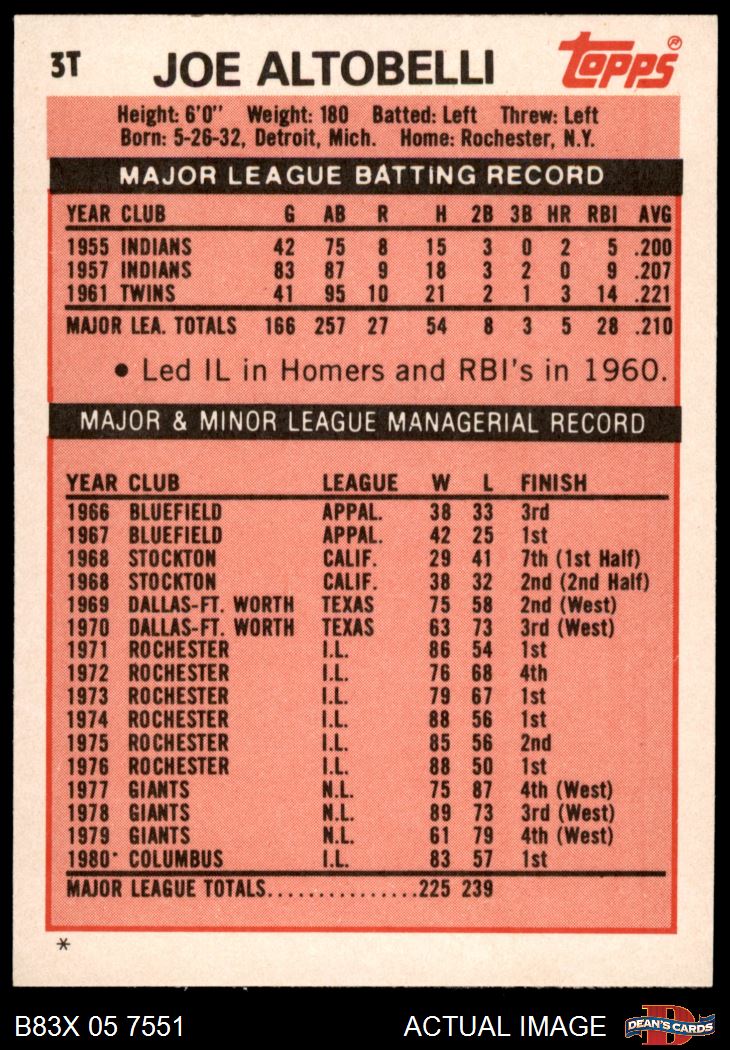 3T JOE ALTOBELLI Topps®
Height: 6'0" Weight: 180 Batted: Left Threw: Left
Born: 5-26-32, Detroit, Mich. Home: Rochester, N.Y.
MAJOR LEAGUE BATTING RECORD
YEAR CLUB G AB R H 2B 3B HR RBI AVG
1955 INDIANS 42 75 8 15 3 0 2 5 .200
1957 INDIANS 83 87 9 18 3 2 0 9 .207
1961 TWINS 41 95 10 21 2 1 3 14 .221
MAJOR LEA. TOTALS 166 257 27 54 8 3 5 28 .210
• Led IL in Homers and RBI's in 1960.
MAJOR & MINOR LEAGUE MANAGERIAL RECORD
YEAR CLUB LEAGUE W L FINISH
1966 BLUEFIELD APPAL. 38 33 3rd
1967 BLUEFIELD APPAL. 42 25 1st
1968 STOCKTON CALIF. 29 41 7th (1st Half)
1968 STOCKTON CALIF. 38 32 2nd (2nd Half)
1969 DALLAS-FT. WORTH TEXAS 75 58 2nd (West)
1970 DALLAS-FT. WORTH TEXAS 63 73 3rd (West)
1971 ROCHESTER I.L. 86 54 1st
1972 ROCHESTER I.L. 76 68 4th
1973 ROCHESTER I.L. 79 67 1st
1974 ROCHESTER I.L. 88 56 1st
1975 ROCHESTER I.L. 85 56 2nd
1976 ROCHESTER I.L. 88 50 1st
1977 GIANTS N.L. 75 87 4th (West)
1978 GIANTS N.L. 89 73 3rd (West)
1979 GIANTS N.L. 61 79 4th (West)
1980 COLUMBUS I.L. 83 57 1st
MAJOR LEAGUE TOTALS...............225 239
*
B83X 05 7551 ACTUAL IMAGE D DEAN'S CARDS